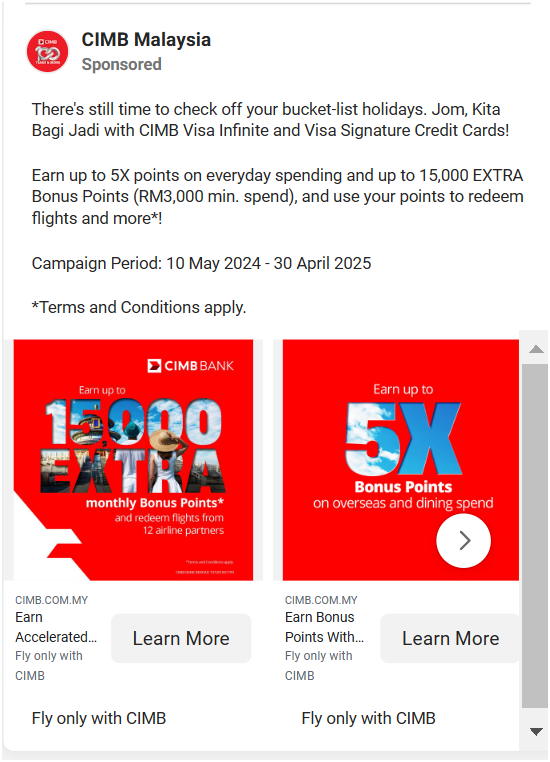 CIMB Malaysia
Sponsored
There's still time to check off your bucket-list holidays. Jom, Kita
Bagi Jadi with CIMB Visa Infinite and Visa Signature Credit Cards!
Earn up to 5X points on everyday spending and up to 15,000 EXTRA
Bonus Points (RM3,000 min. spend), and use your points to redeem
flights and more*!
Campaign Period: 10 May 2024 - 30 April 2025
*Terms and Conditions apply.
CIMB BANK
Earn up to
15,000
EXTRA
monthly Bonus Points*
and redeem flights from
12 airline partners
*Terms and Conditions apply.
Earn up to
5X
Bonus Points
on overseas and dining spend
CIMB.COM.MY
Earn
Accelerated...
Fly only with
CIMB
Learn More
Fly only with CIMB
CIMB.COM.MY
Earn Bonus
Points With...
Fly only with
CIMB
Learn More
Fly only with CIMB